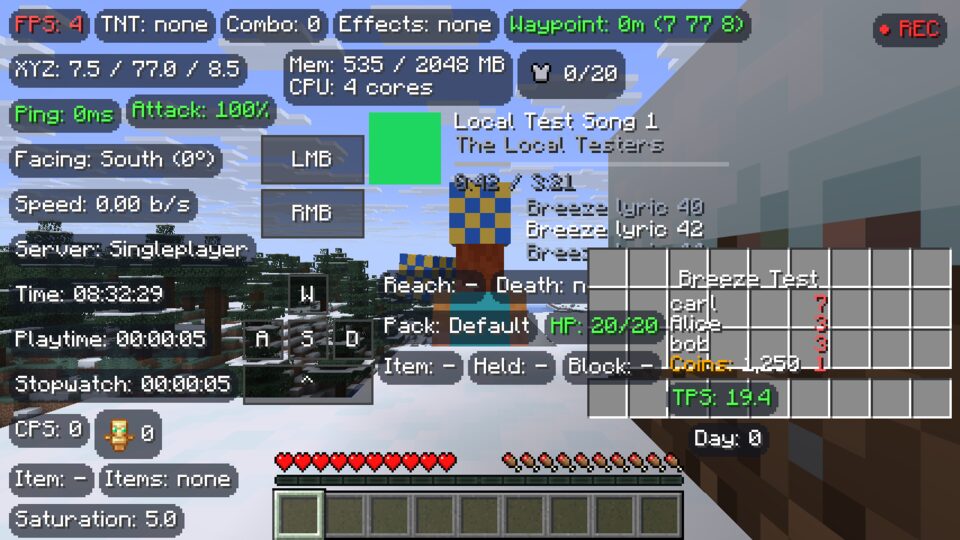 FPS: 4
TNT: none
Combo: 0
Effects: none
Waypoint: 0m (7 77 8)
REC
XYZ: 7.5 / 77.0 / 8.5
Mem: 535 / 2048 MB
CPU: 4 cores
0/20
Ping: 0ms
Attack: 100%
Local Test Song 1
The Local Testers
0:42 / 3:21
Facing: South (0°)
LMB
RMB
Speed: 0.00 b/s
Breeze lyric 40
Breeze lyric 42
Server: Singleplayer
Time: 08:32:29
W
A
S
D
^
Reach: -
Death: n
Breeze Test
carl 7
Alice 3
bob 3
Coins: 1,250 1
Playtime: 00:00:05
Pack: Default
HP: 20/20
Stopwatch: 00:00:05
Item: -
Held: -
Block: -
TPS: 19.4
CPS: 0
0
Day: 0
Item: -
Items: none
Saturation: 5.0